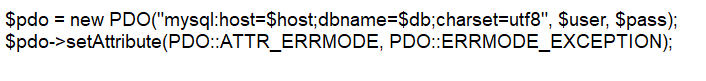 $pdo = new PDO("mysql:host=$host;dbname=$db;charset=utf8", $user, $pass);
$pdo->setAttribute(PDO::ATTR_ERRMODE, PDO::ERRMODE_EXCEPTION);